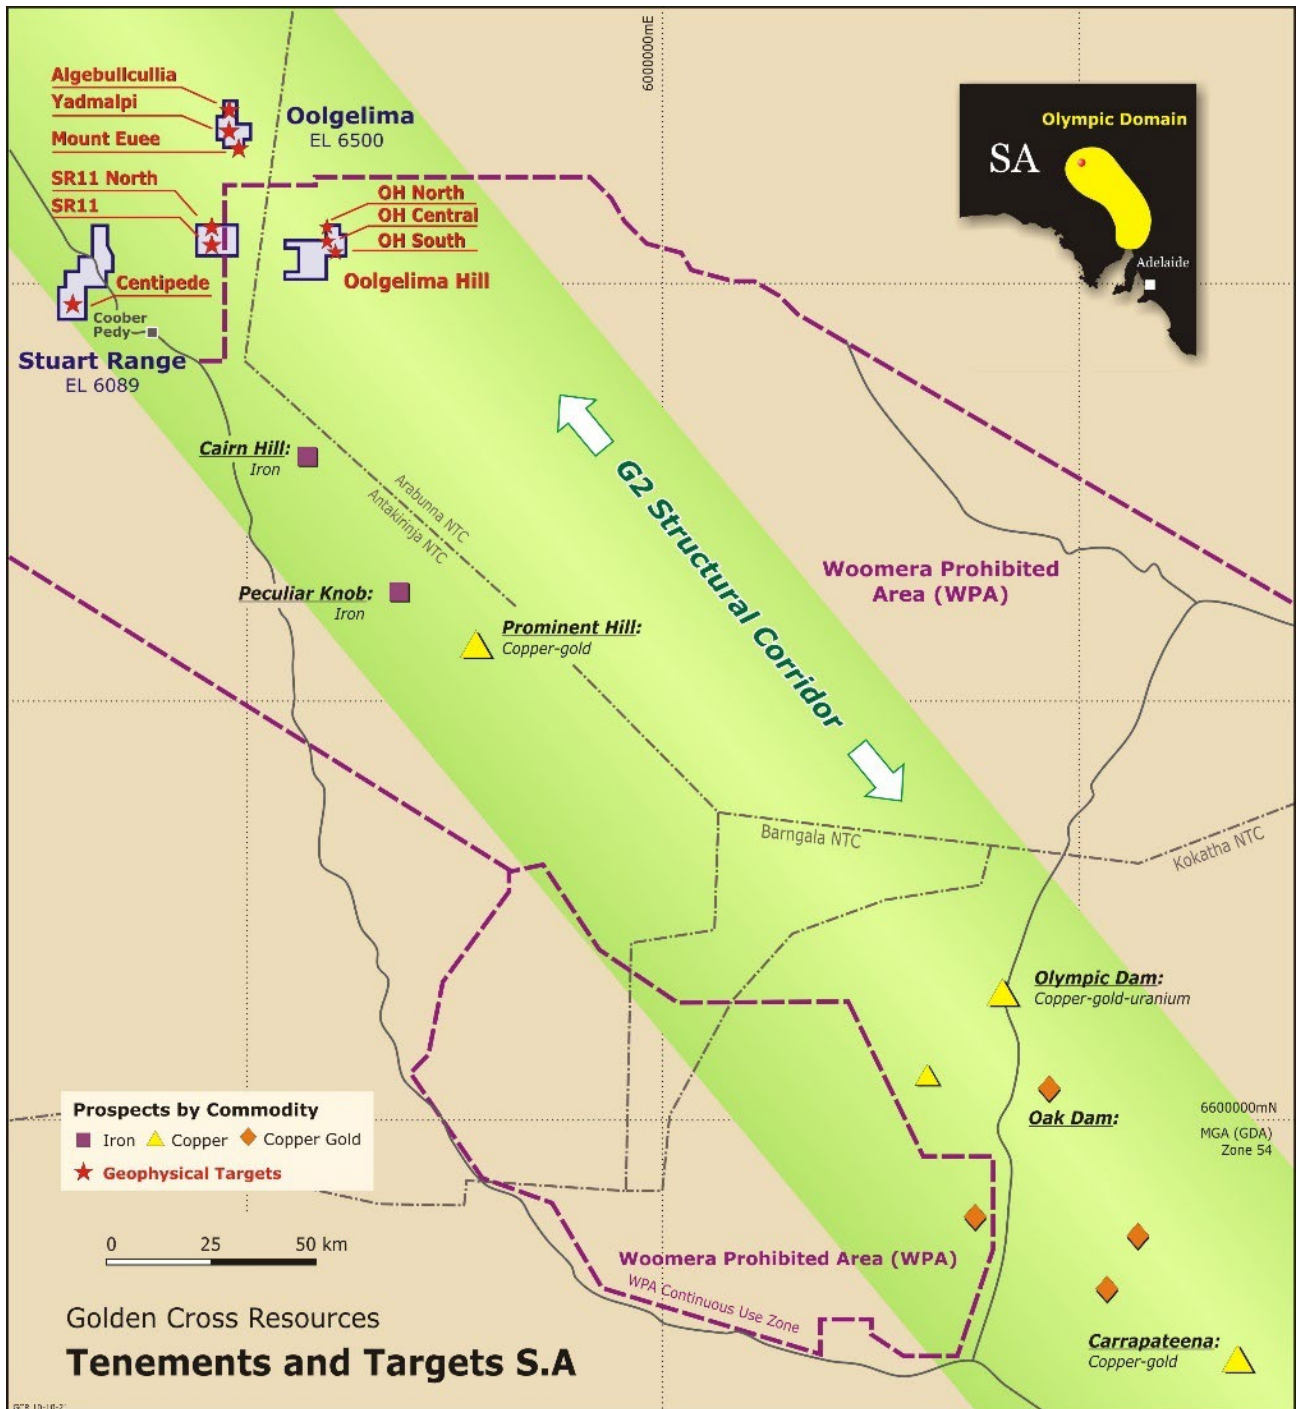 6000000mE
Algebullcullia
Yadmalpi
Mount Euee
SR11 North
SR11
Oolgelima
EL 6500
OH North
OH Central
OH South
Oolgelima Hill
Centipede
Coober
Pedy
Stuart Range
EL 6089
Olympic Domain
SA
Adelaide
Cairn Hill:
Iron
Arabunna NTC
Antakirinja NTC
G2 Structural Corridor
Woomera Prohibited
Area (WPA)
Peculiar Knob:
Iron
Prominent Hill:
Copper-gold
Barngala NTC
Kokatha NTC
Olympic Dam:
Copper-gold-uranium
Oak Dam:
6600000mN
MGA (GDA)
Zone 54
Prospects by Commodity
Iron
Copper
Copper Gold
Geophysical Targets
0 25 50 km
Woomera Prohibited Area (WPA)
WPA Continuous Use Zone
Carrapateena:
Copper-gold
Golden Cross Resources
Tenements and Targets S.A